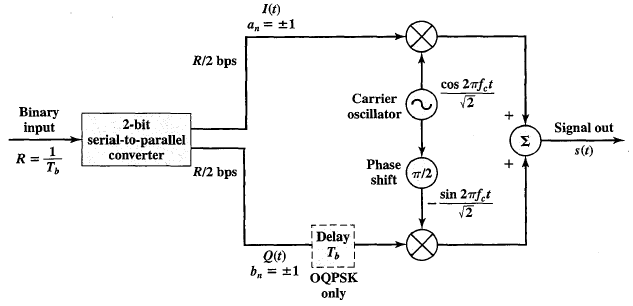 I(t)
aₙ = ±1
R/2 bps
Binary
input
R = 1/T_b
2-bit
serial-to-parallel
converter
R/2 bps
Carrier
oscillator
cos 2πf_ct
√2
Phase
shift
π/2
− sin 2πf_ct
√2
+
+
Σ
Signal out
s(t)
Q(t)
bₙ = ±1
Delay
T_b
OQPSK
only